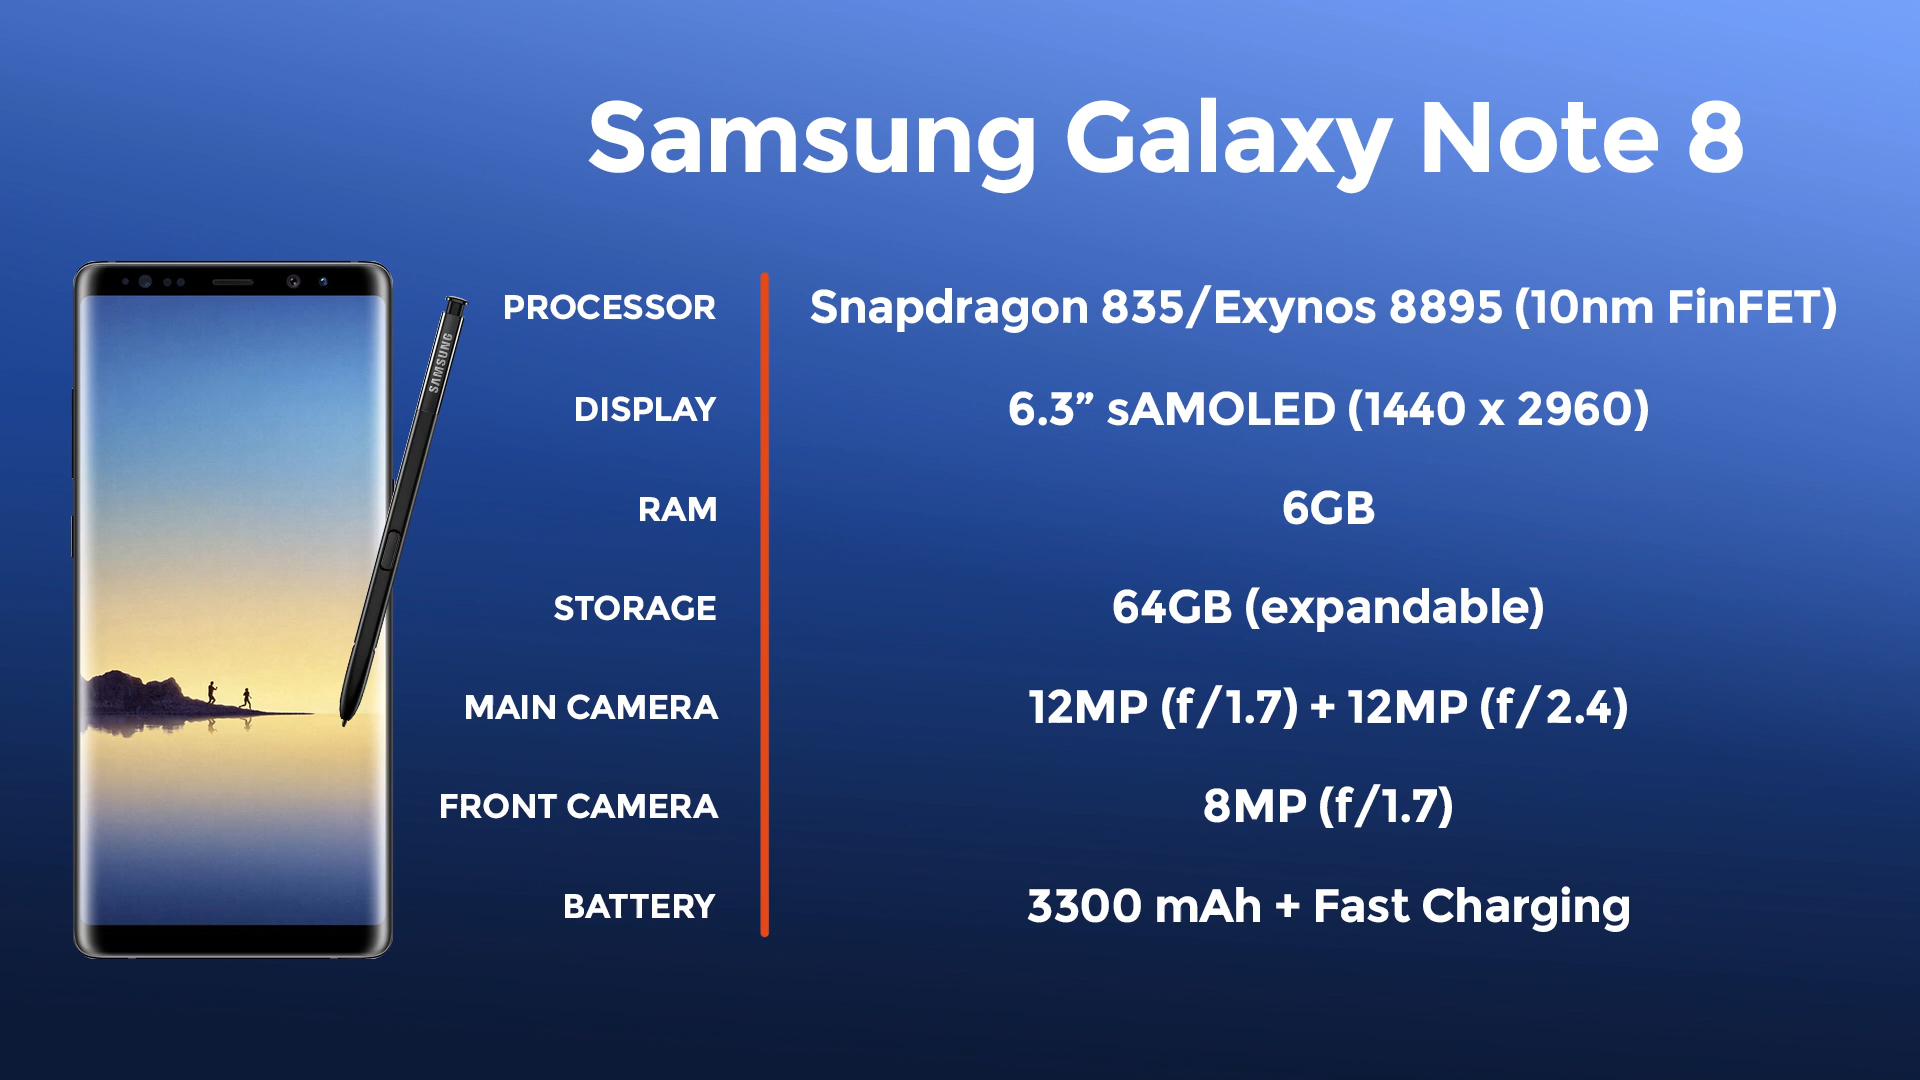 Samsung Galaxy Note 8
SAMSUNG
PROCESSOR Snapdragon 835/Exynos 8895 (10nm FinFET)
DISPLAY 6.3” sAMOLED (1440 x 2960)
RAM 6GB
STORAGE 64GB (expandable)
MAIN CAMERA 12MP (f/1.7) + 12MP (f/2.4)
FRONT CAMERA 8MP (f/1.7)
BATTERY 3300 mAh + Fast Charging